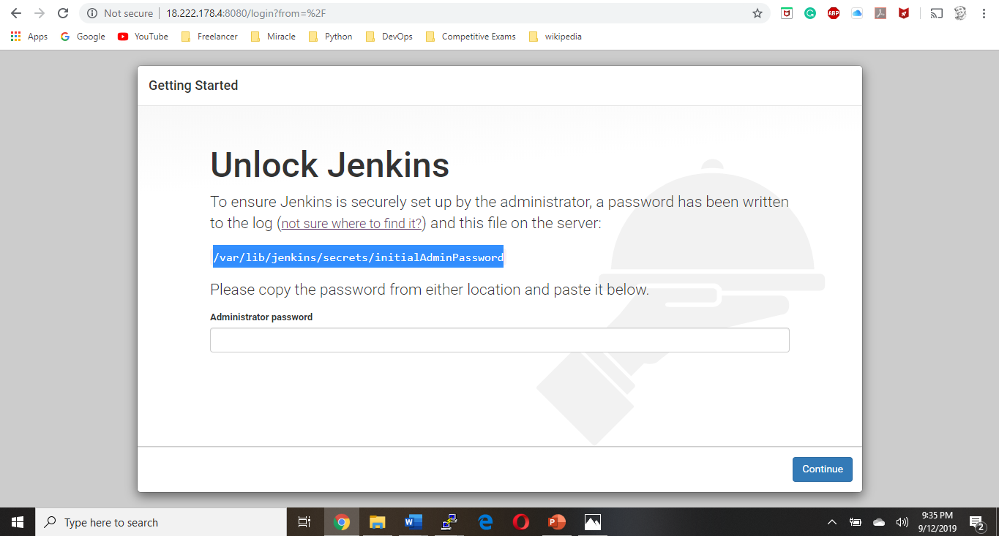 Not secure 18.222.178.4:8080/login?from=%2F
ABP
Apps Google YouTube Freelancer Miracle Python DevOps Competitive Exams wikipedia
Getting Started
Unlock Jenkins
To ensure Jenkins is securely set up by the administrator, a password has been written
to the log (not sure where to find it?) and this file on the server:
/var/lib/jenkins/secrets/initialAdminPassword
Please copy the password from either location and paste it below.
Administrator password
Continue
Type here to search
9:35 PM
9/12/2019
2